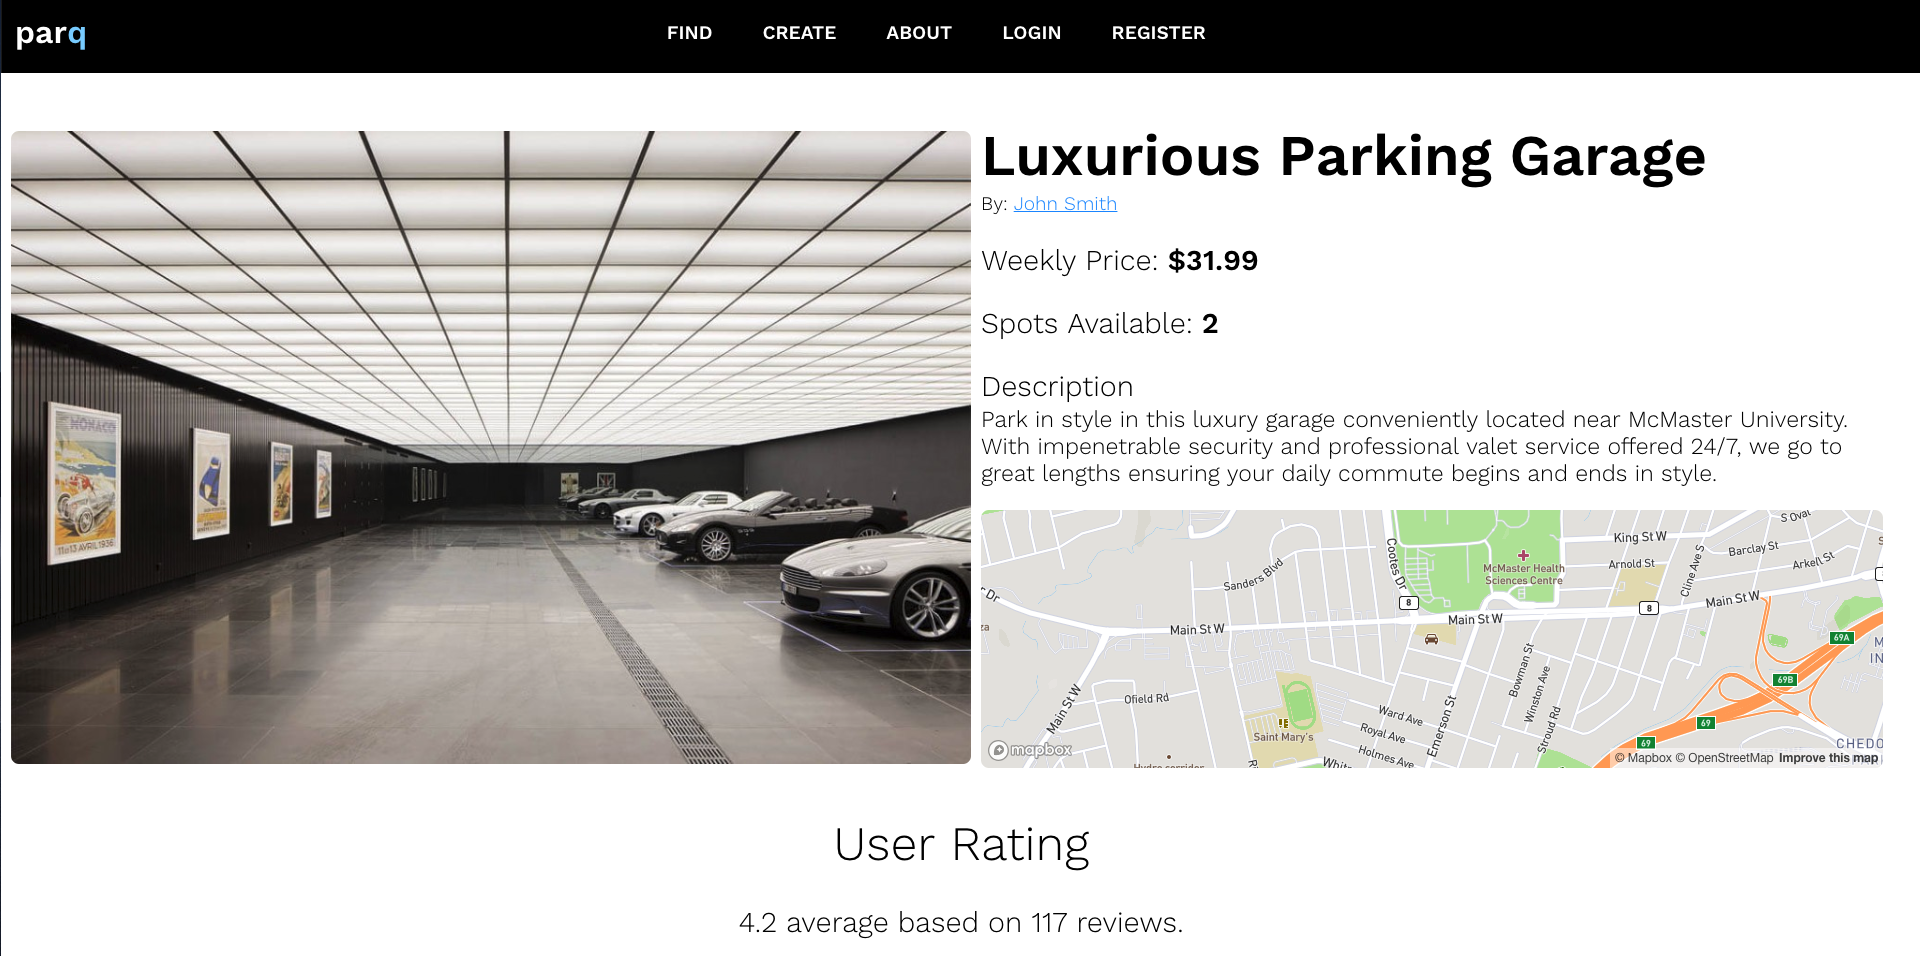 parq
FIND CREATE ABOUT LOGIN REGISTER
MONACO
11au13 AVRIL 1936
Luxurious Parking Garage
By: John Smith
Weekly Price: $31.99
Spots Available: 2
Description
Park in style in this luxury garage conveniently located near McMaster University.
With impenetrable security and professional valet service offered 24/7, we go to
great lengths ensuring your daily commute begins and ends in style.
S Oval
King St W
Barclay St
Arkell St
Arnold St
Cline Ave S
Cootes Dr
McMaster Health
Sciences Centre
Sanders Blvd
Dr
8
8
Main St W
Main St W
Main St W
Main St W
69A
69B
69
69
Bowman St
Winston Ave
Stroud Rd
Emerson St
Ofield Rd
Ward Ave
Royal Ave
Holmes Ave
Saint Mary's
Hydro corridor
CHEDO
mapbox
© Mapbox © OpenStreetMap Improve this map
User Rating
4.2 average based on 117 reviews.